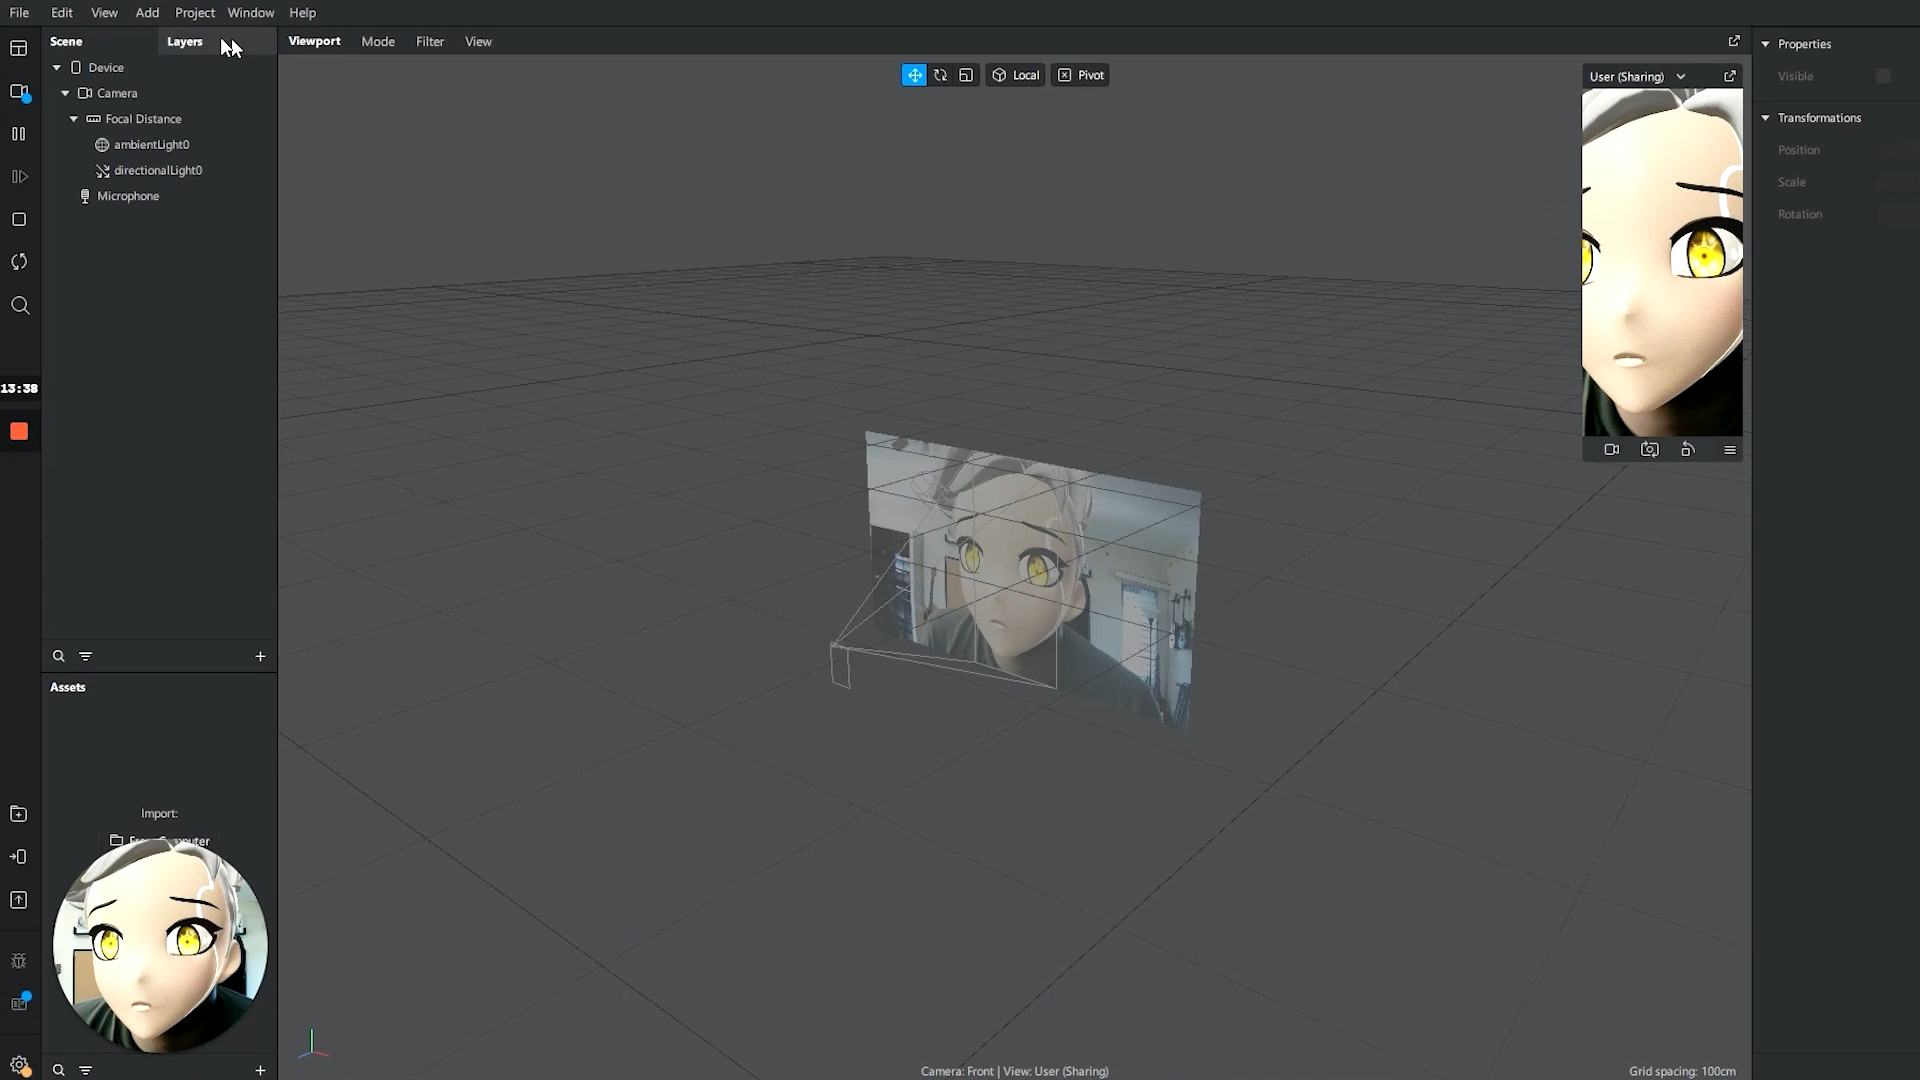 File Edit View Add Project Window Help
Scene Layers
Viewport Mode Filter View
Properties
Device
Local Pivot
User (Sharing)
Visible
Camera
Focal Distance
Transformations
ambientLight0
Position
directionalLight0
Scale
Microphone
Rotation
13:38
Assets
Import:
Camera: Front | View: User (Sharing)
Grid spacing: 100cm